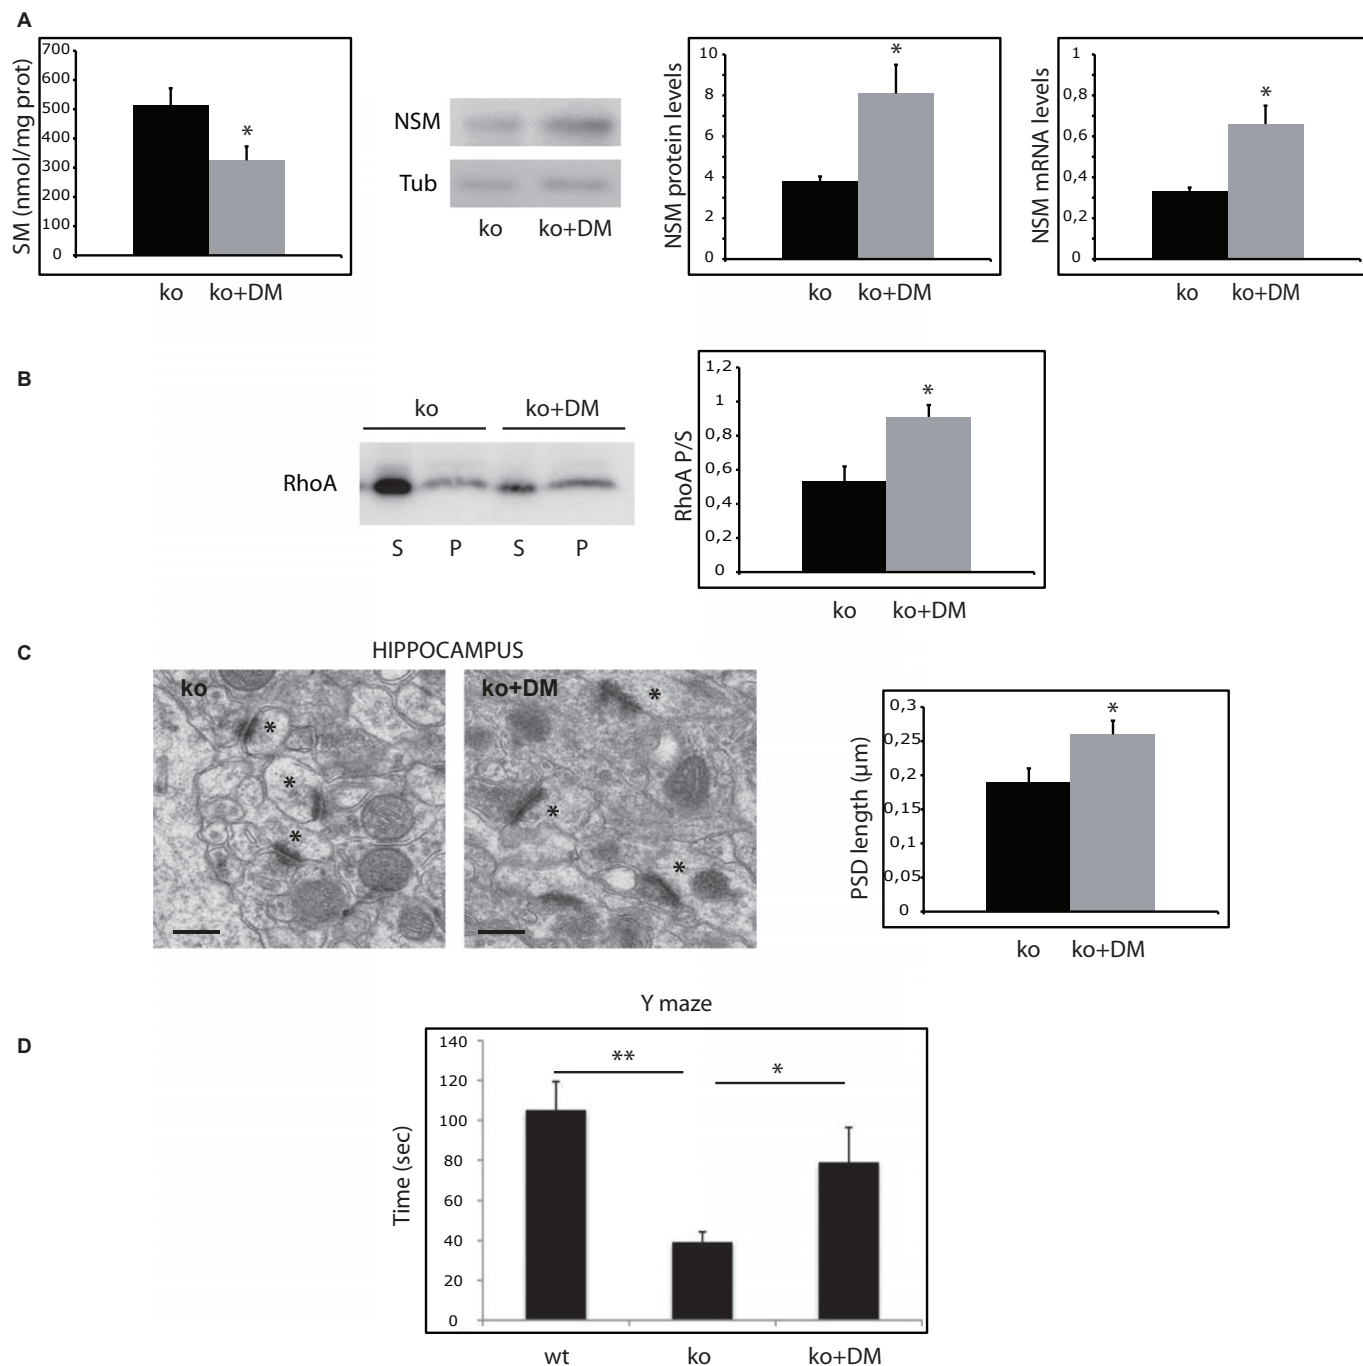 A
SM (nmol/mg prot)
700
600
500
400
300
200
100
0
*
ko ko+DM
NSM
Tub
ko ko+DM
NSM protein levels
10
8
6
4
2
0
*
ko ko+DM
NSM mRNA levels
1
0,8
0,6
0,4
0,2
0
*
ko ko+DM
B
ko ko+DM
RhoA
S P S P
RhoA P/S
1,2
1
0,8
0,6
0,4
0,2
0
*
ko ko+DM
C
HIPPOCAMPUS
ko
*
*
*
ko+DM
*
*
*
PSD length (μm)
0,3
0,25
0,2
0,15
0,1
0,05
0
*
ko ko+DM
D
Y maze
Time (sec)
140
120
100
80
60
40
20
0
**
*
wt ko ko+DM